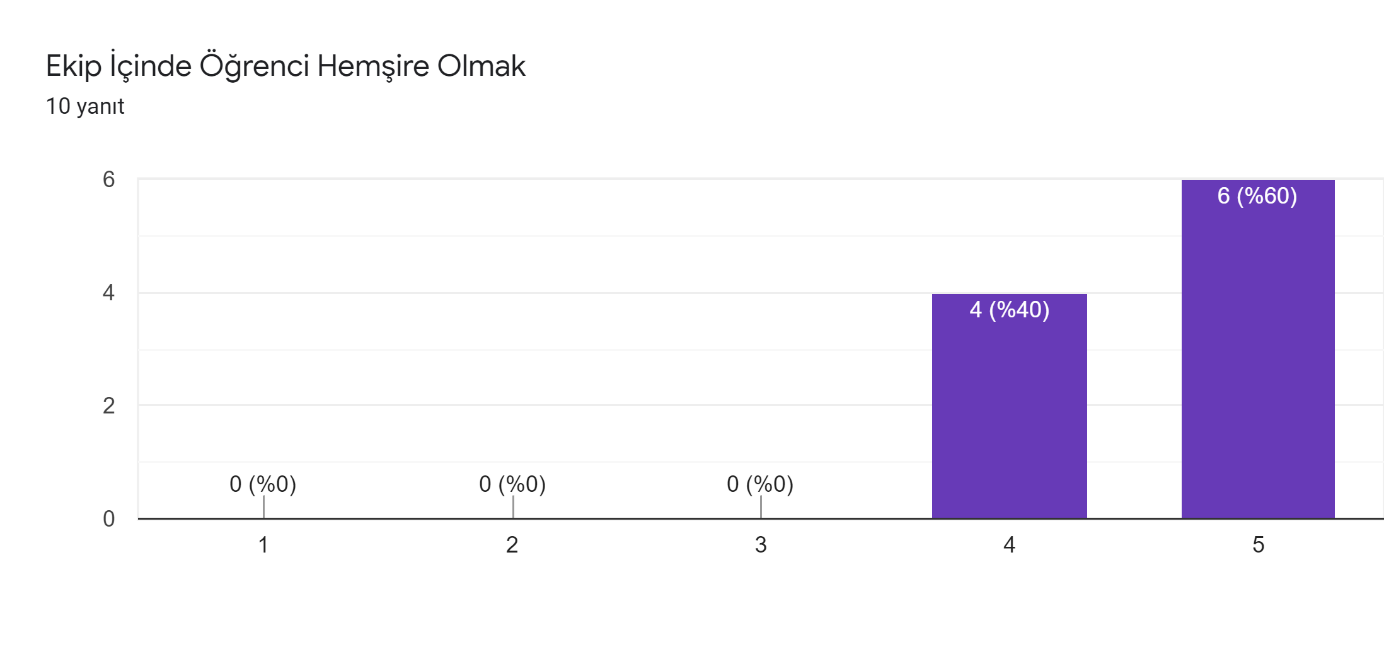 Ekip İçinde Öğrenci Hemşire Olmak
10 yanıt
6
6 (%60)
4
4 (%40)
2
0 (%0) 0 (%0) 0 (%0)
0
1 2 3 4 5